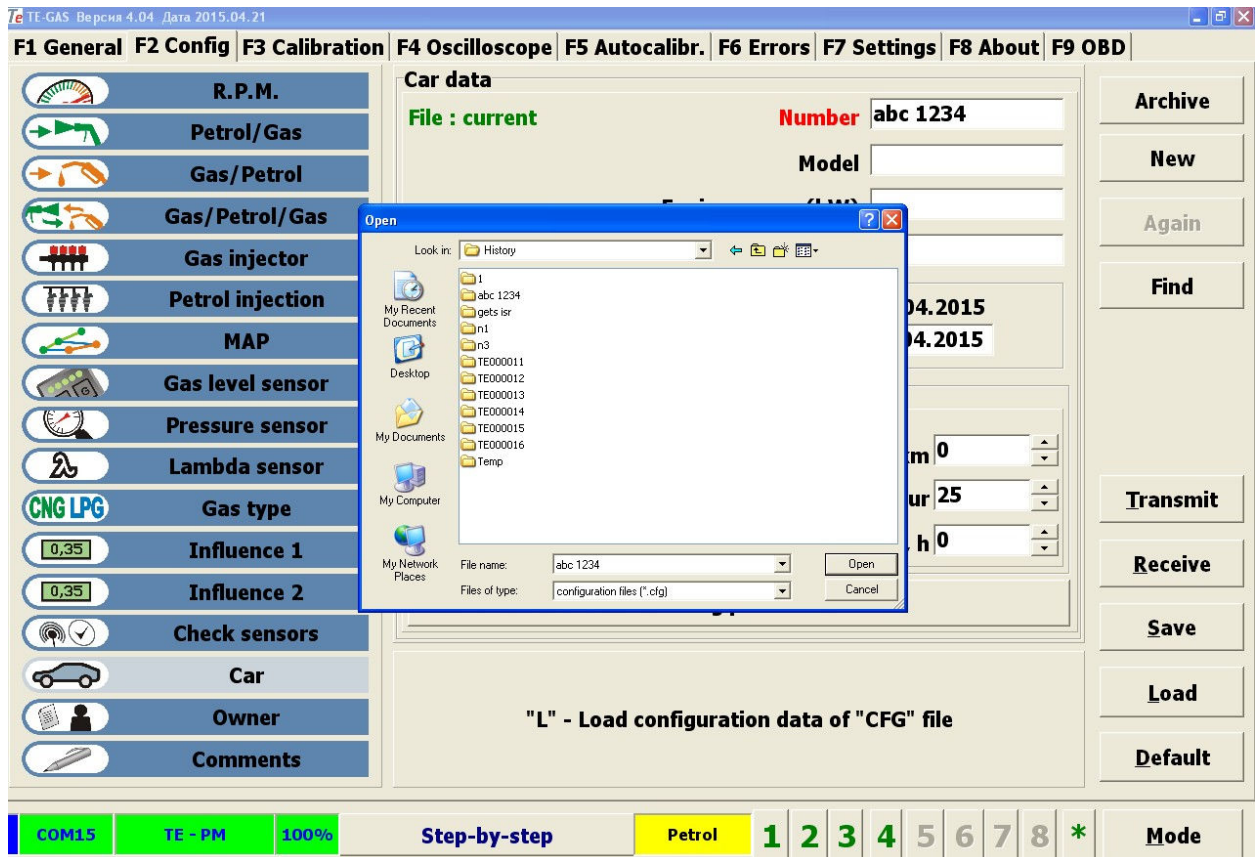 Te TE-GAS Версия 4.04 Дата 2015.04.21
F1 General F2 Config F3 Calibration F4 Oscilloscope F5 Autocalibr. F6 Errors F7 Settings F8 About F9 OBD
R.P.M.
Petrol/Gas
Gas/Petrol
Gas/Petrol/Gas
Gas injector
Petrol injection
MAP
Gas level sensor
Pressure sensor
Lambda sensor
CNG LPG Gas type
0,35 Influence 1
0,35 Influence 2
Check sensors
Car
Owner
Comments
Car data
File : current Number abc 1234
Model
(kW)
04.2015
04.2015
km 0
ur 25
, h 0
Open
Look in: History
My Recent Documents
Desktop
My Documents
My Computer
My Network Places
1
abc 1234
gets isr
n1
n3
TE000011
TE000012
TE000013
TE000014
TE000015
TE000016
Temp
File name: abc 1234 Open
Files of type: configuration files (*.cfg) Cancel
"L" - Load configuration data of "CFG" file
Archive
New
Again
Find
Transmit
Receive
Save
Load
Default
COM15 TE - PM 100% Step-by-step Petrol 1 2 3 4 5 6 7 8 * Mode